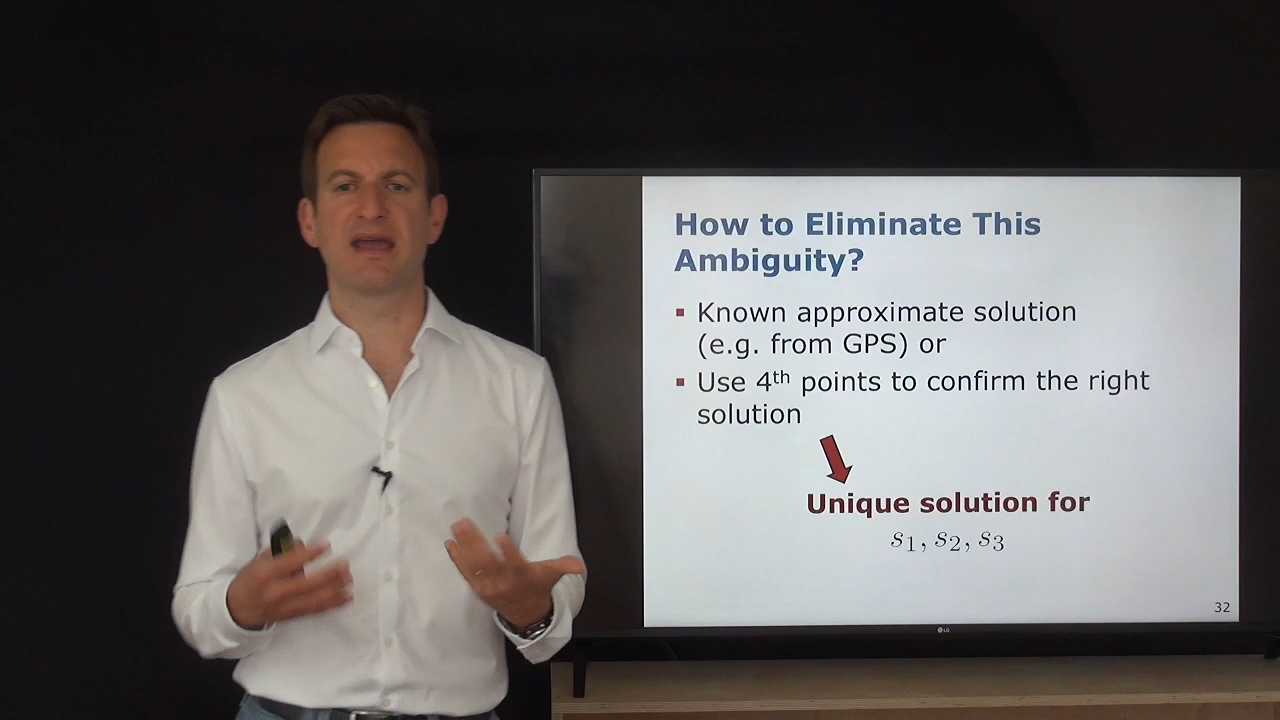 How to Eliminate This
Ambiguity?
▪ Known approximate solution
(e.g. from GPS) or
▪ Use 4th points to confirm the right
solution
Unique solution for
s₁, s₂, s₃
32
LG